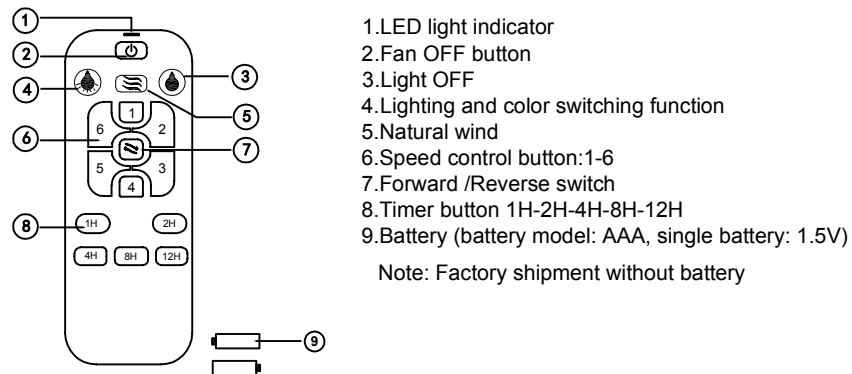 1
2
3
4
5
6
7
8
9
1
6
2
5
3
4
1H
2H
4H
8H
12H
1.LED light indicator
2.Fan OFF button
3.Light OFF
4.Lighting and color switching function
5.Natural wind
6.Speed control button:1-6
7.Forward /Reverse switch
8.Timer button 1H-2H-4H-8H-12H
9.Battery (battery model: AAA, single battery: 1.5V)
Note: Factory shipment without battery